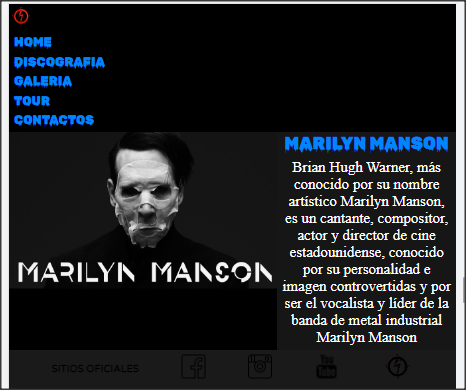 HOME
DISCOGRAFIA
GALERIA
TOUR
CONTACTOS
MARILYN MANSON
MARILYN MANSON
Brian Hugh Warner, más
conocido por su nombre
artístico Marilyn Manson,
es un cantante, compositor,
actor y director de cine
estadounidense, conocido
por su personalidad e
imagen controvertidas y por
ser el vocalista y líder de la
banda de metal industrial
Marilyn Manson
SITIOS OFICIALES
You
Tube